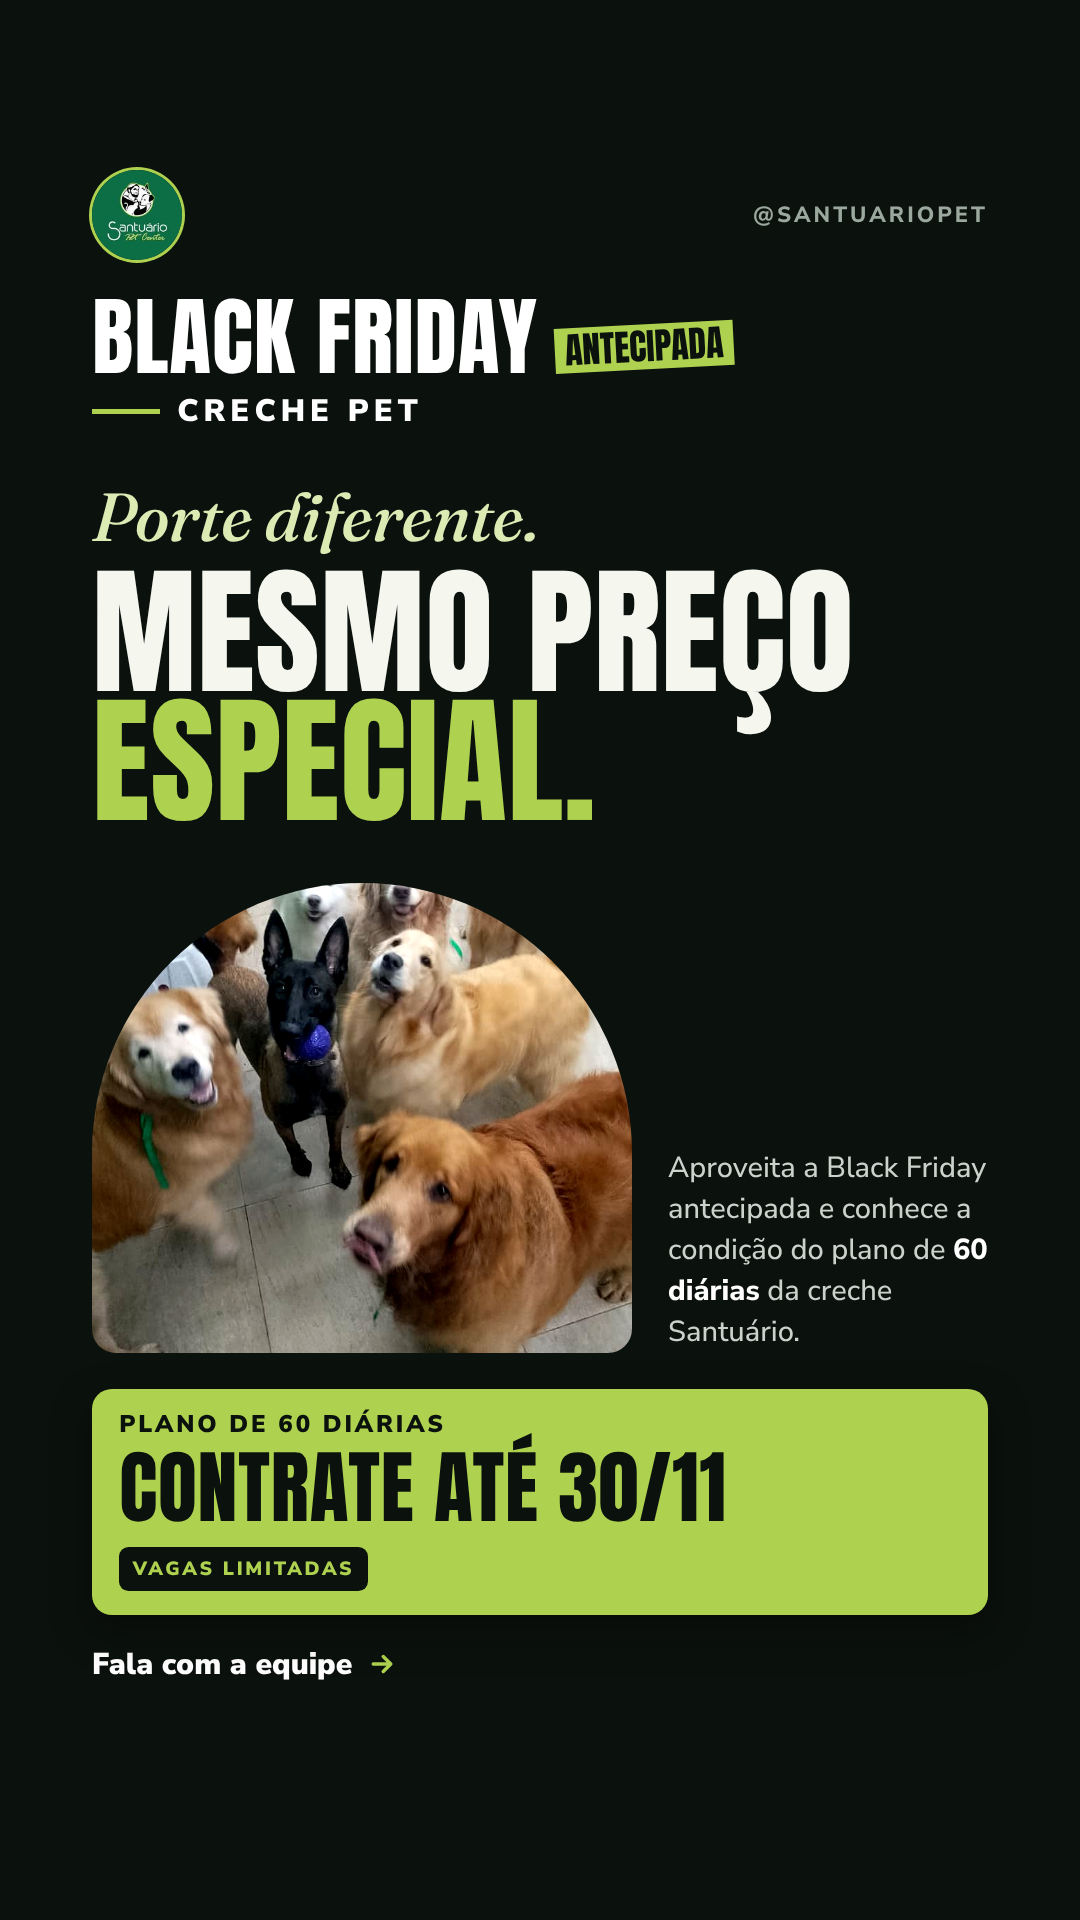 Santuário
Pet Center
@SANTUARIOPET
BLACK FRIDAY ANTECIPADA
CRECHE PET
Porte diferente.
MESMO PREÇO
ESPECIAL.
Aproveita a Black Friday
antecipada e conhece a
condição do plano de 60
diárias da creche
Santuário.
PLANO DE 60 DIÁRIAS
CONTRATE ATÉ 30/11
VAGAS LIMITADAS
Fala com a equipe →